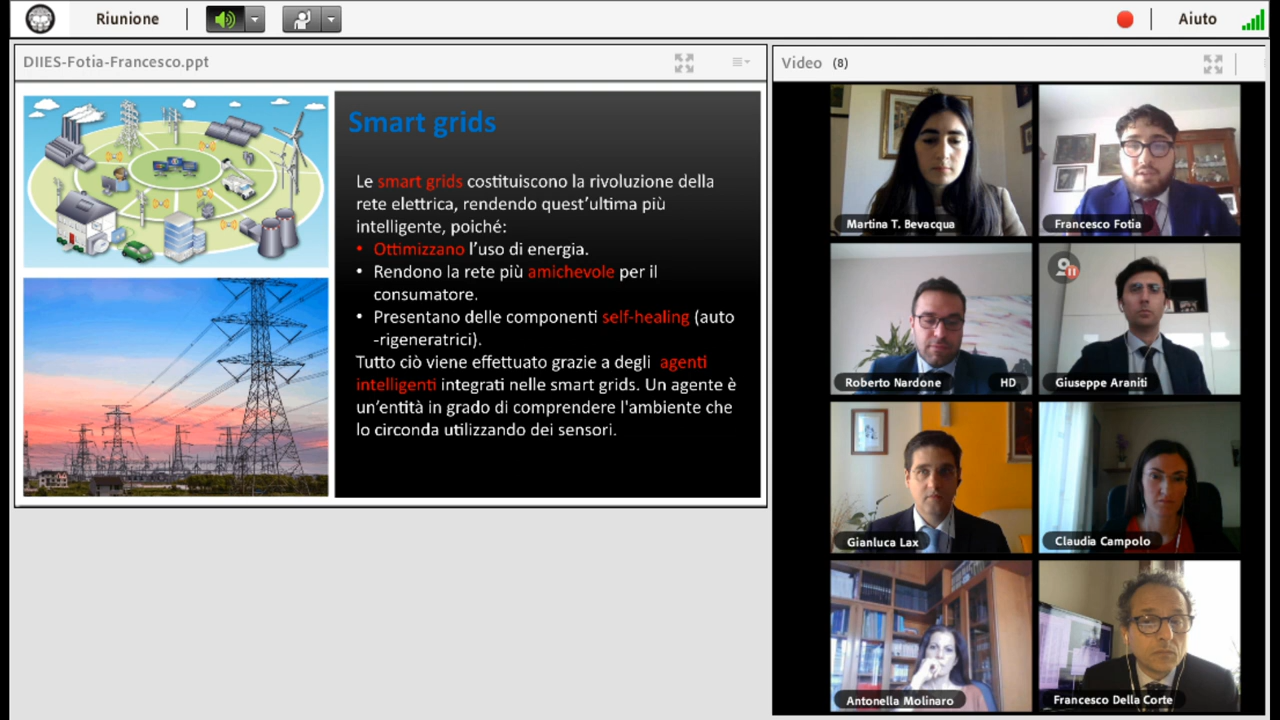 Riunione
Aiuto
DIIES-Fotia-Francesco.ppt
Smart grids
Le smart grids costituiscono la rivoluzione della
rete elettrica, rendendo quest'ultima più
intelligente, poiché:
• Ottimizzano l'uso di energia.
• Rendono la rete più amichevole per il
consumatore.
• Presentano delle componenti self-healing (auto
-rigeneratrici).
Tutto ciò viene effettuato grazie a degli agenti
intelligenti integrati nelle smart grids. Un agente è
un'entità in grado di comprendere l'ambiente che
lo circonda utilizzando dei sensori.
Video (8)
Martina T. Bevacqua
Francesco Fotia
Roberto Nardone
HD
Giuseppe Araniti
Gianluca Lax
Claudia Campolo
Antonella Molinaro
Francesco Della Corte